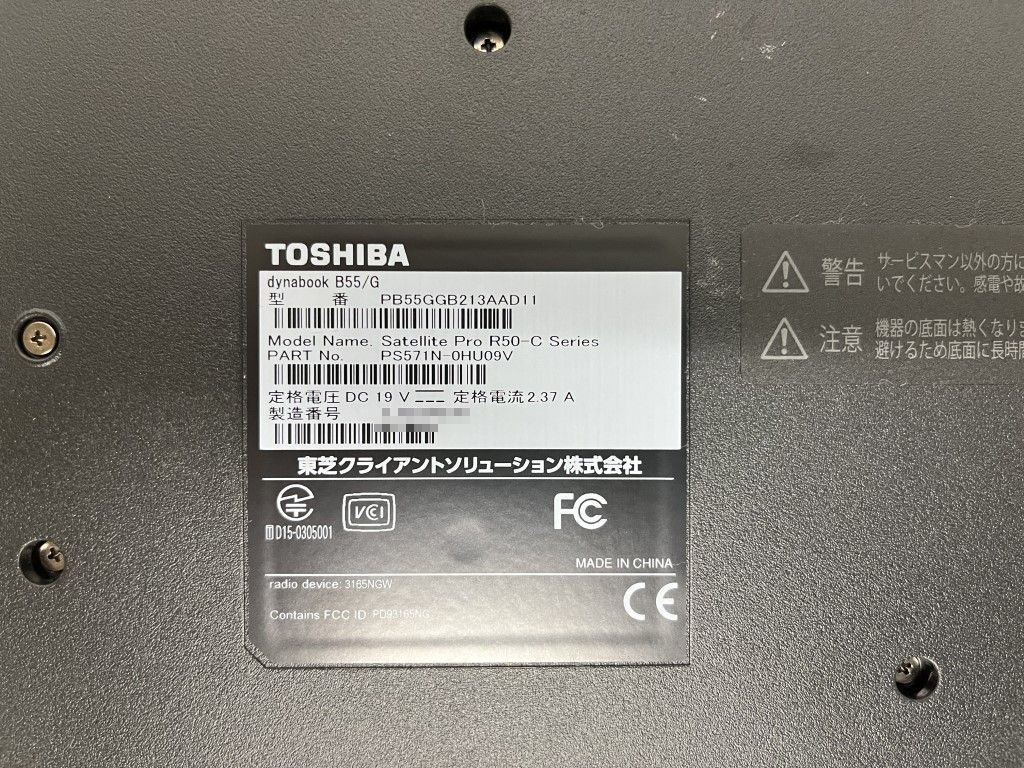 TOSHIBA
dynabook B55/G
型 番 PB55GGB213AAD11
Model Name. Satellite Pro R50-C Series
PART No. PS571N-0HU09V
定格電圧 DC 19 V 定格電流 2.37 A
製造番号
東芝クライアントソリューション株式会社
VCI
FC
T D15-0305001
MADE IN CHINA
radio device: 3165NGW
Contains FCC ID: PD93165NG
CE
警告 サービスマン以外の方に
いでください。感電や故
注意 機器の底面は熱くなりま
避けるため底面に長時間